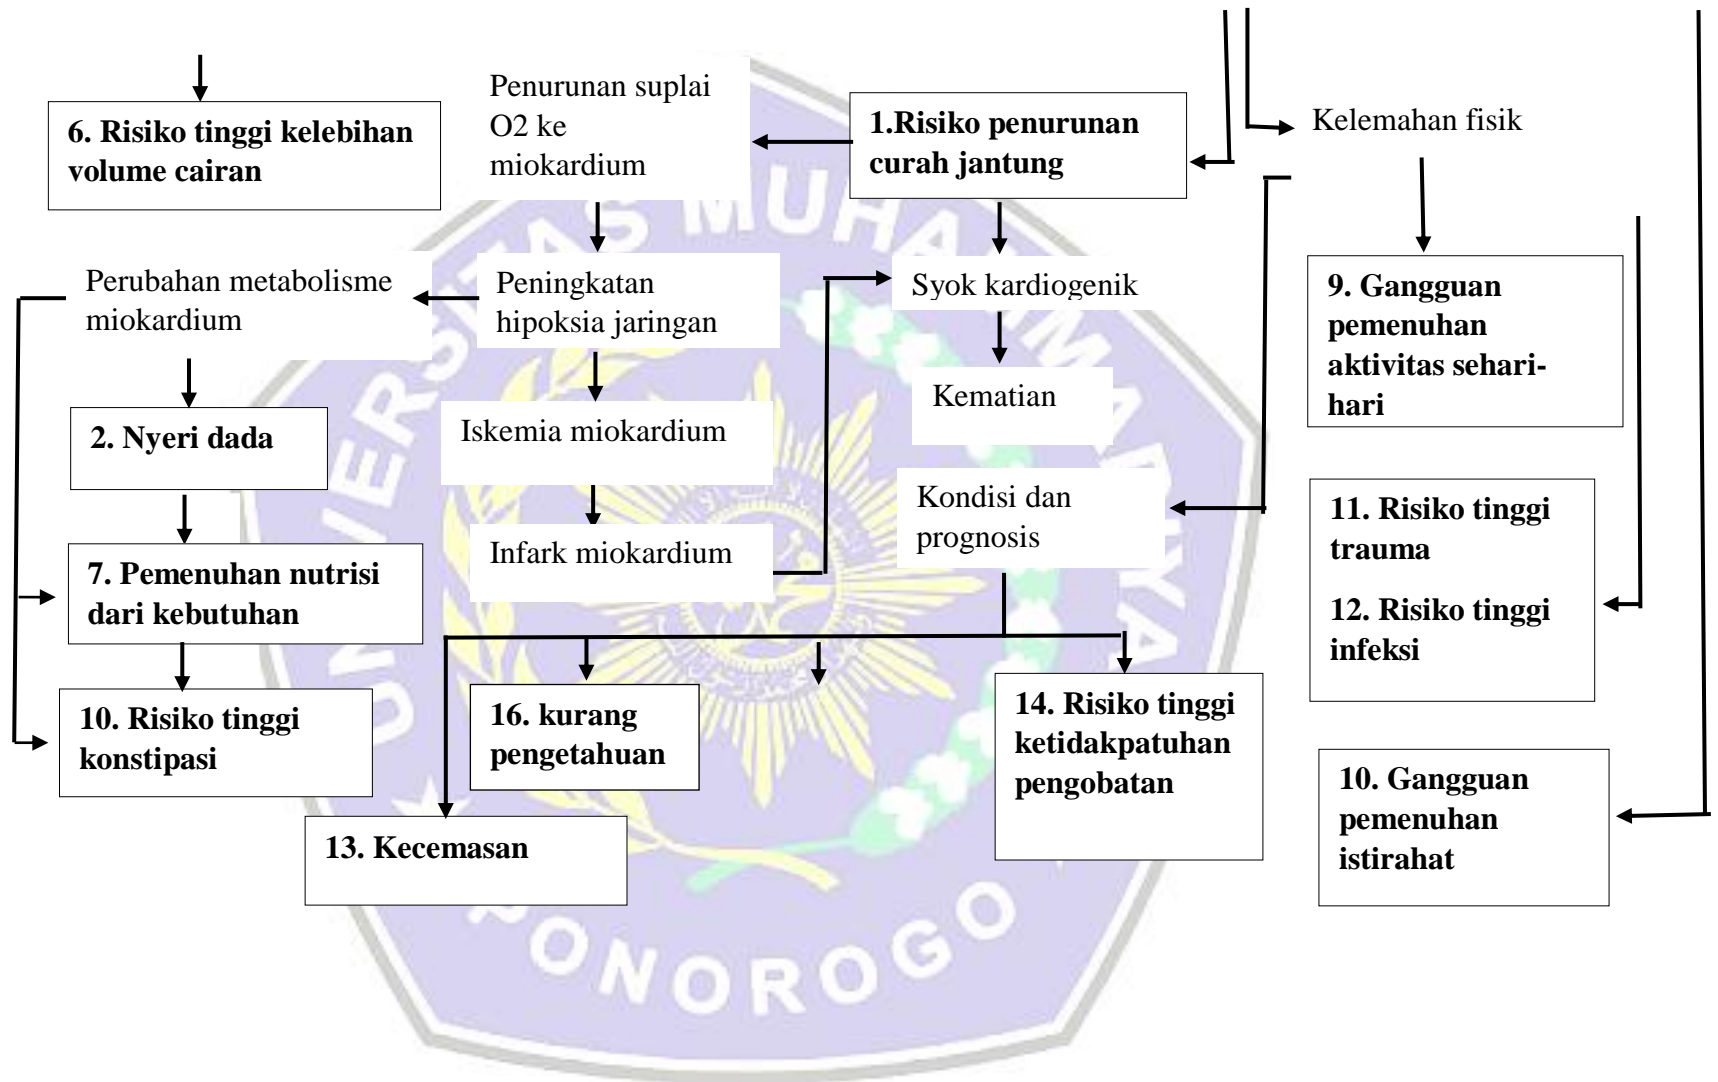 Penurunan suplai
O2 ke
miokardium
6. Risiko tinggi kelebihan
volume cairan
1.Risiko penurunan
curah jantung
Kelemahan fisik
Perubahan metabolisme
miokardium
Peningkatan
hipoksia jaringan
Syok kardiogenik
9. Gangguan
pemenuhan
aktivitas sehari-
hari
2. Nyeri dada
Iskemia miokardium
Kematian
Infark miokardium
Kondisi dan
prognosis
11. Risiko tinggi
trauma
12. Risiko tinggi
infeksi
7. Pemenuhan nutrisi
dari kebutuhan
10. Risiko tinggi
konstipasi
16. kurang
pengetahuan
14. Risiko tinggi
ketidakpatuhan
pengobatan
10. Gangguan
pemenuhan
istirahat
13. Kecemasan
PONOROGO